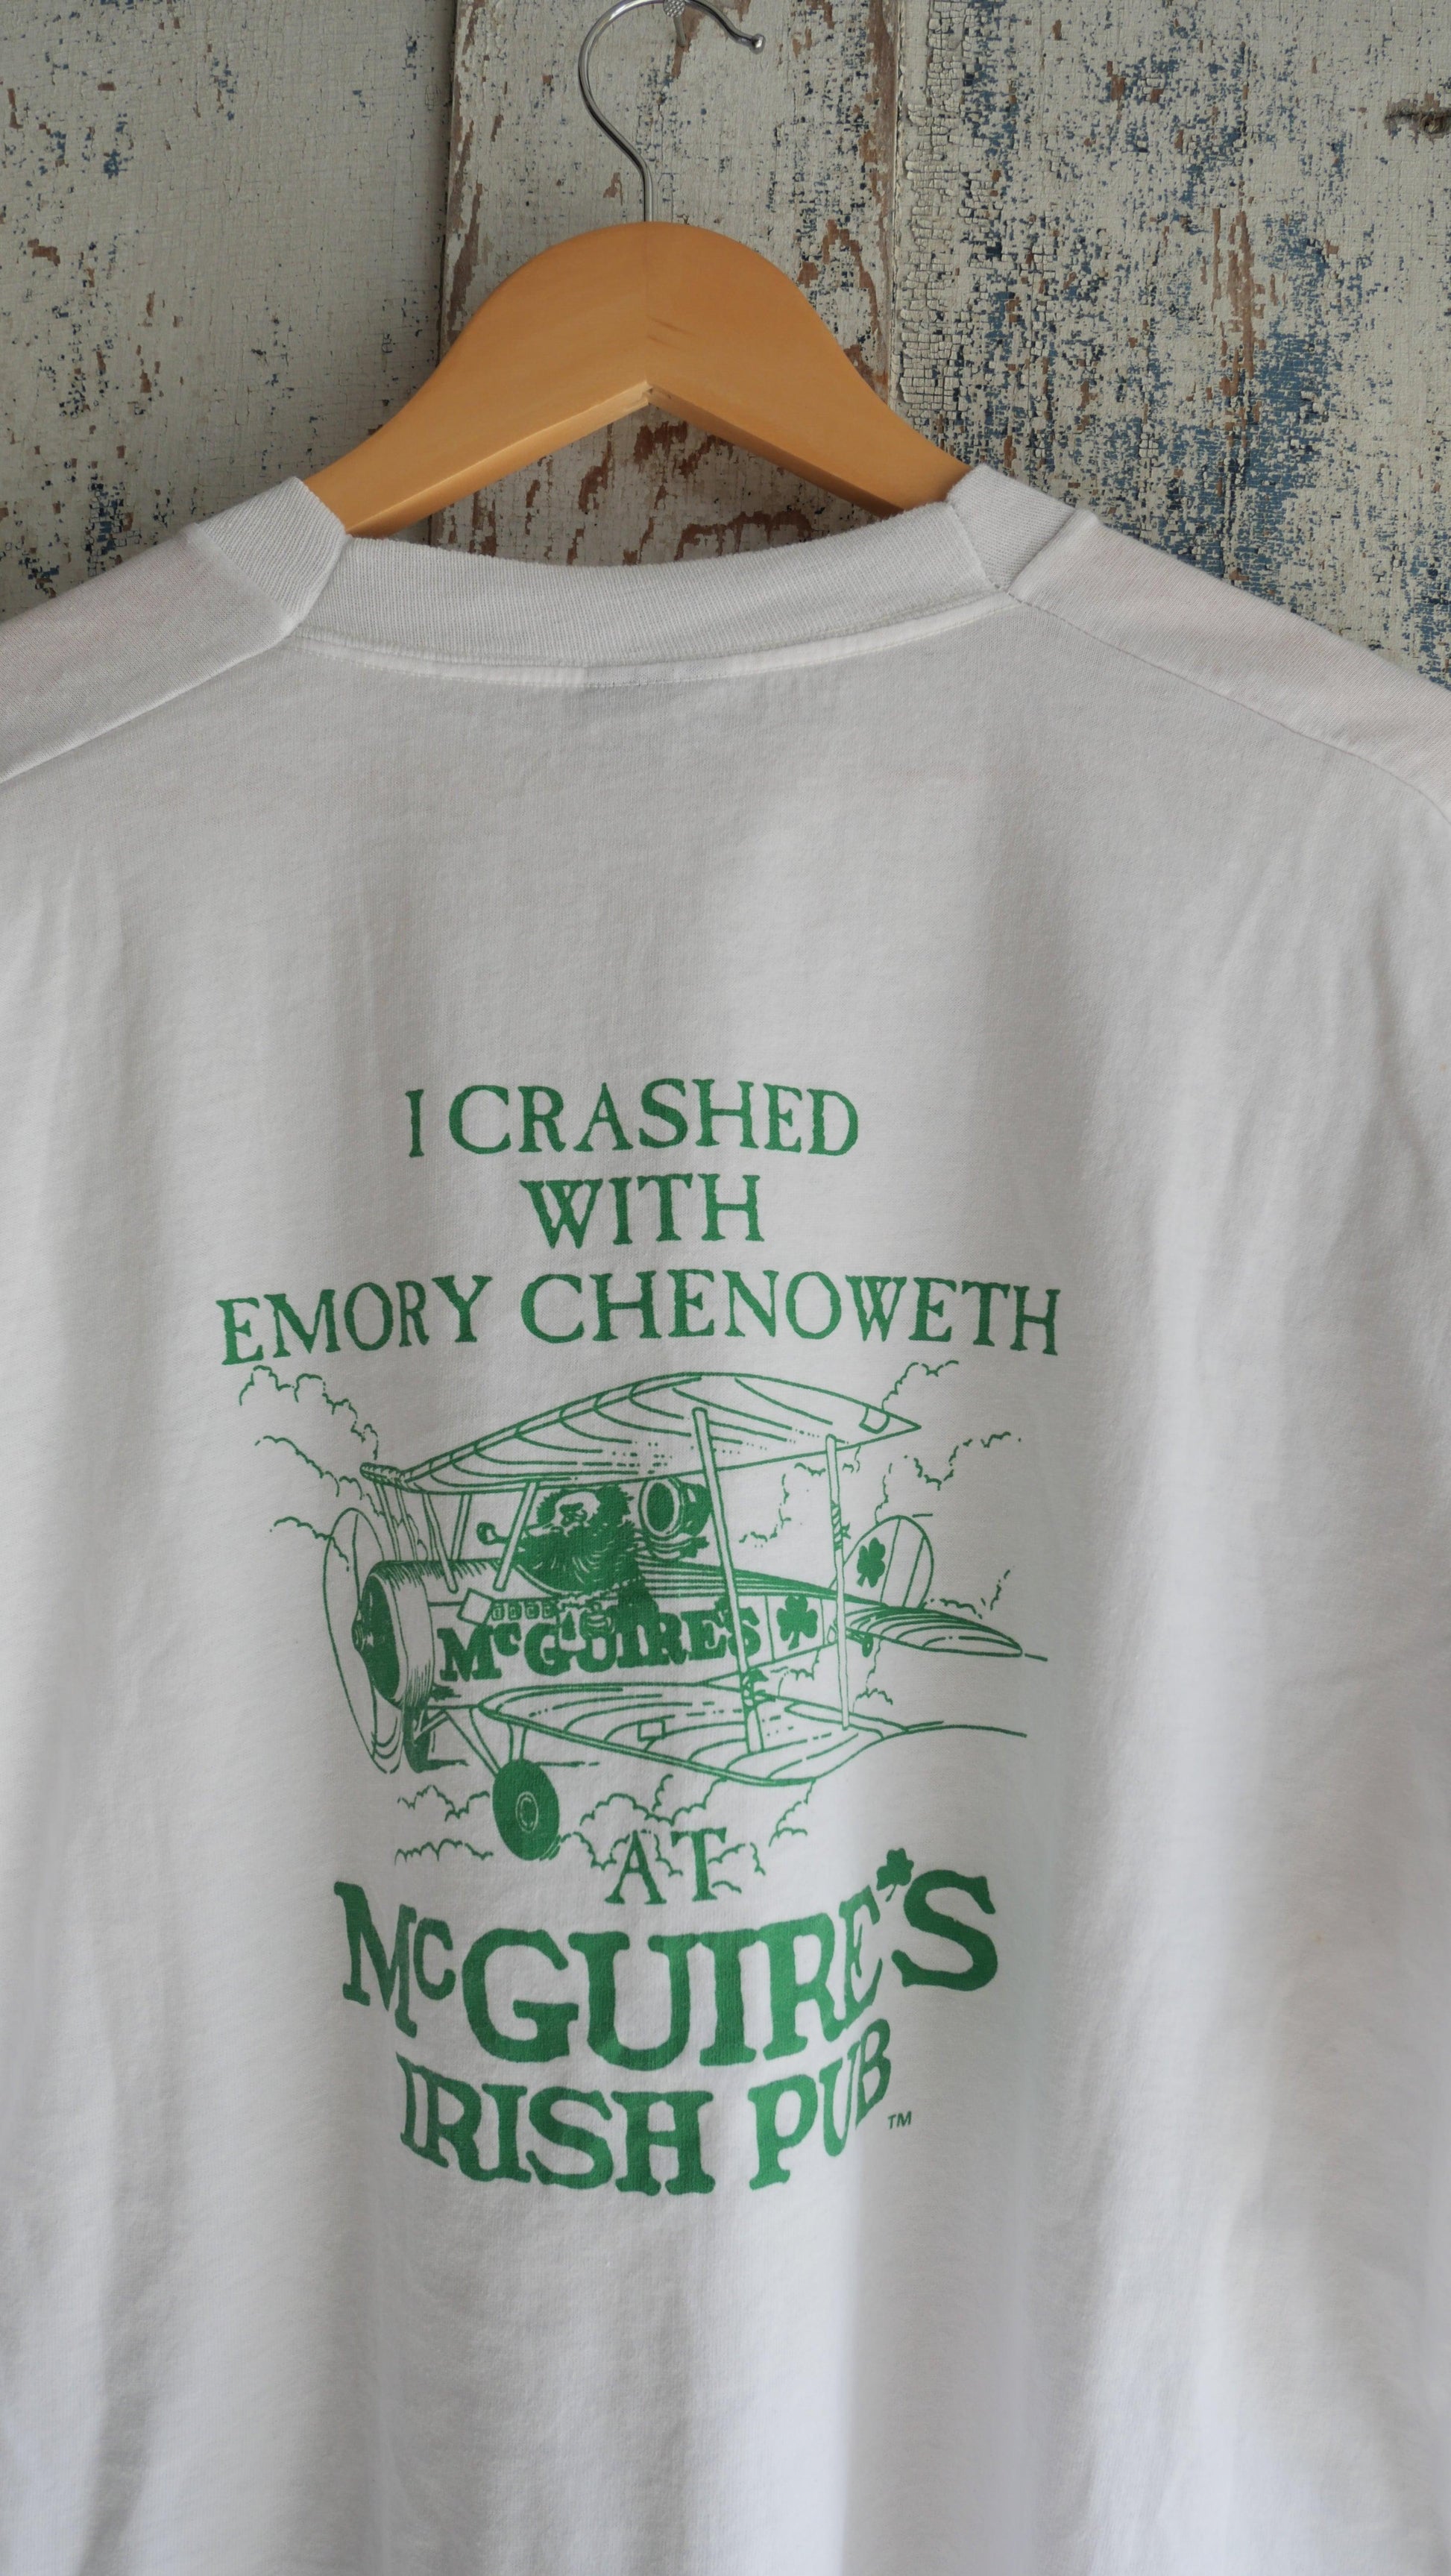 I CRASHED
WITH
EMORY CHENOWETH
McGUIRE'S
AT
McGUIRE'S
IRISH PUB
TM